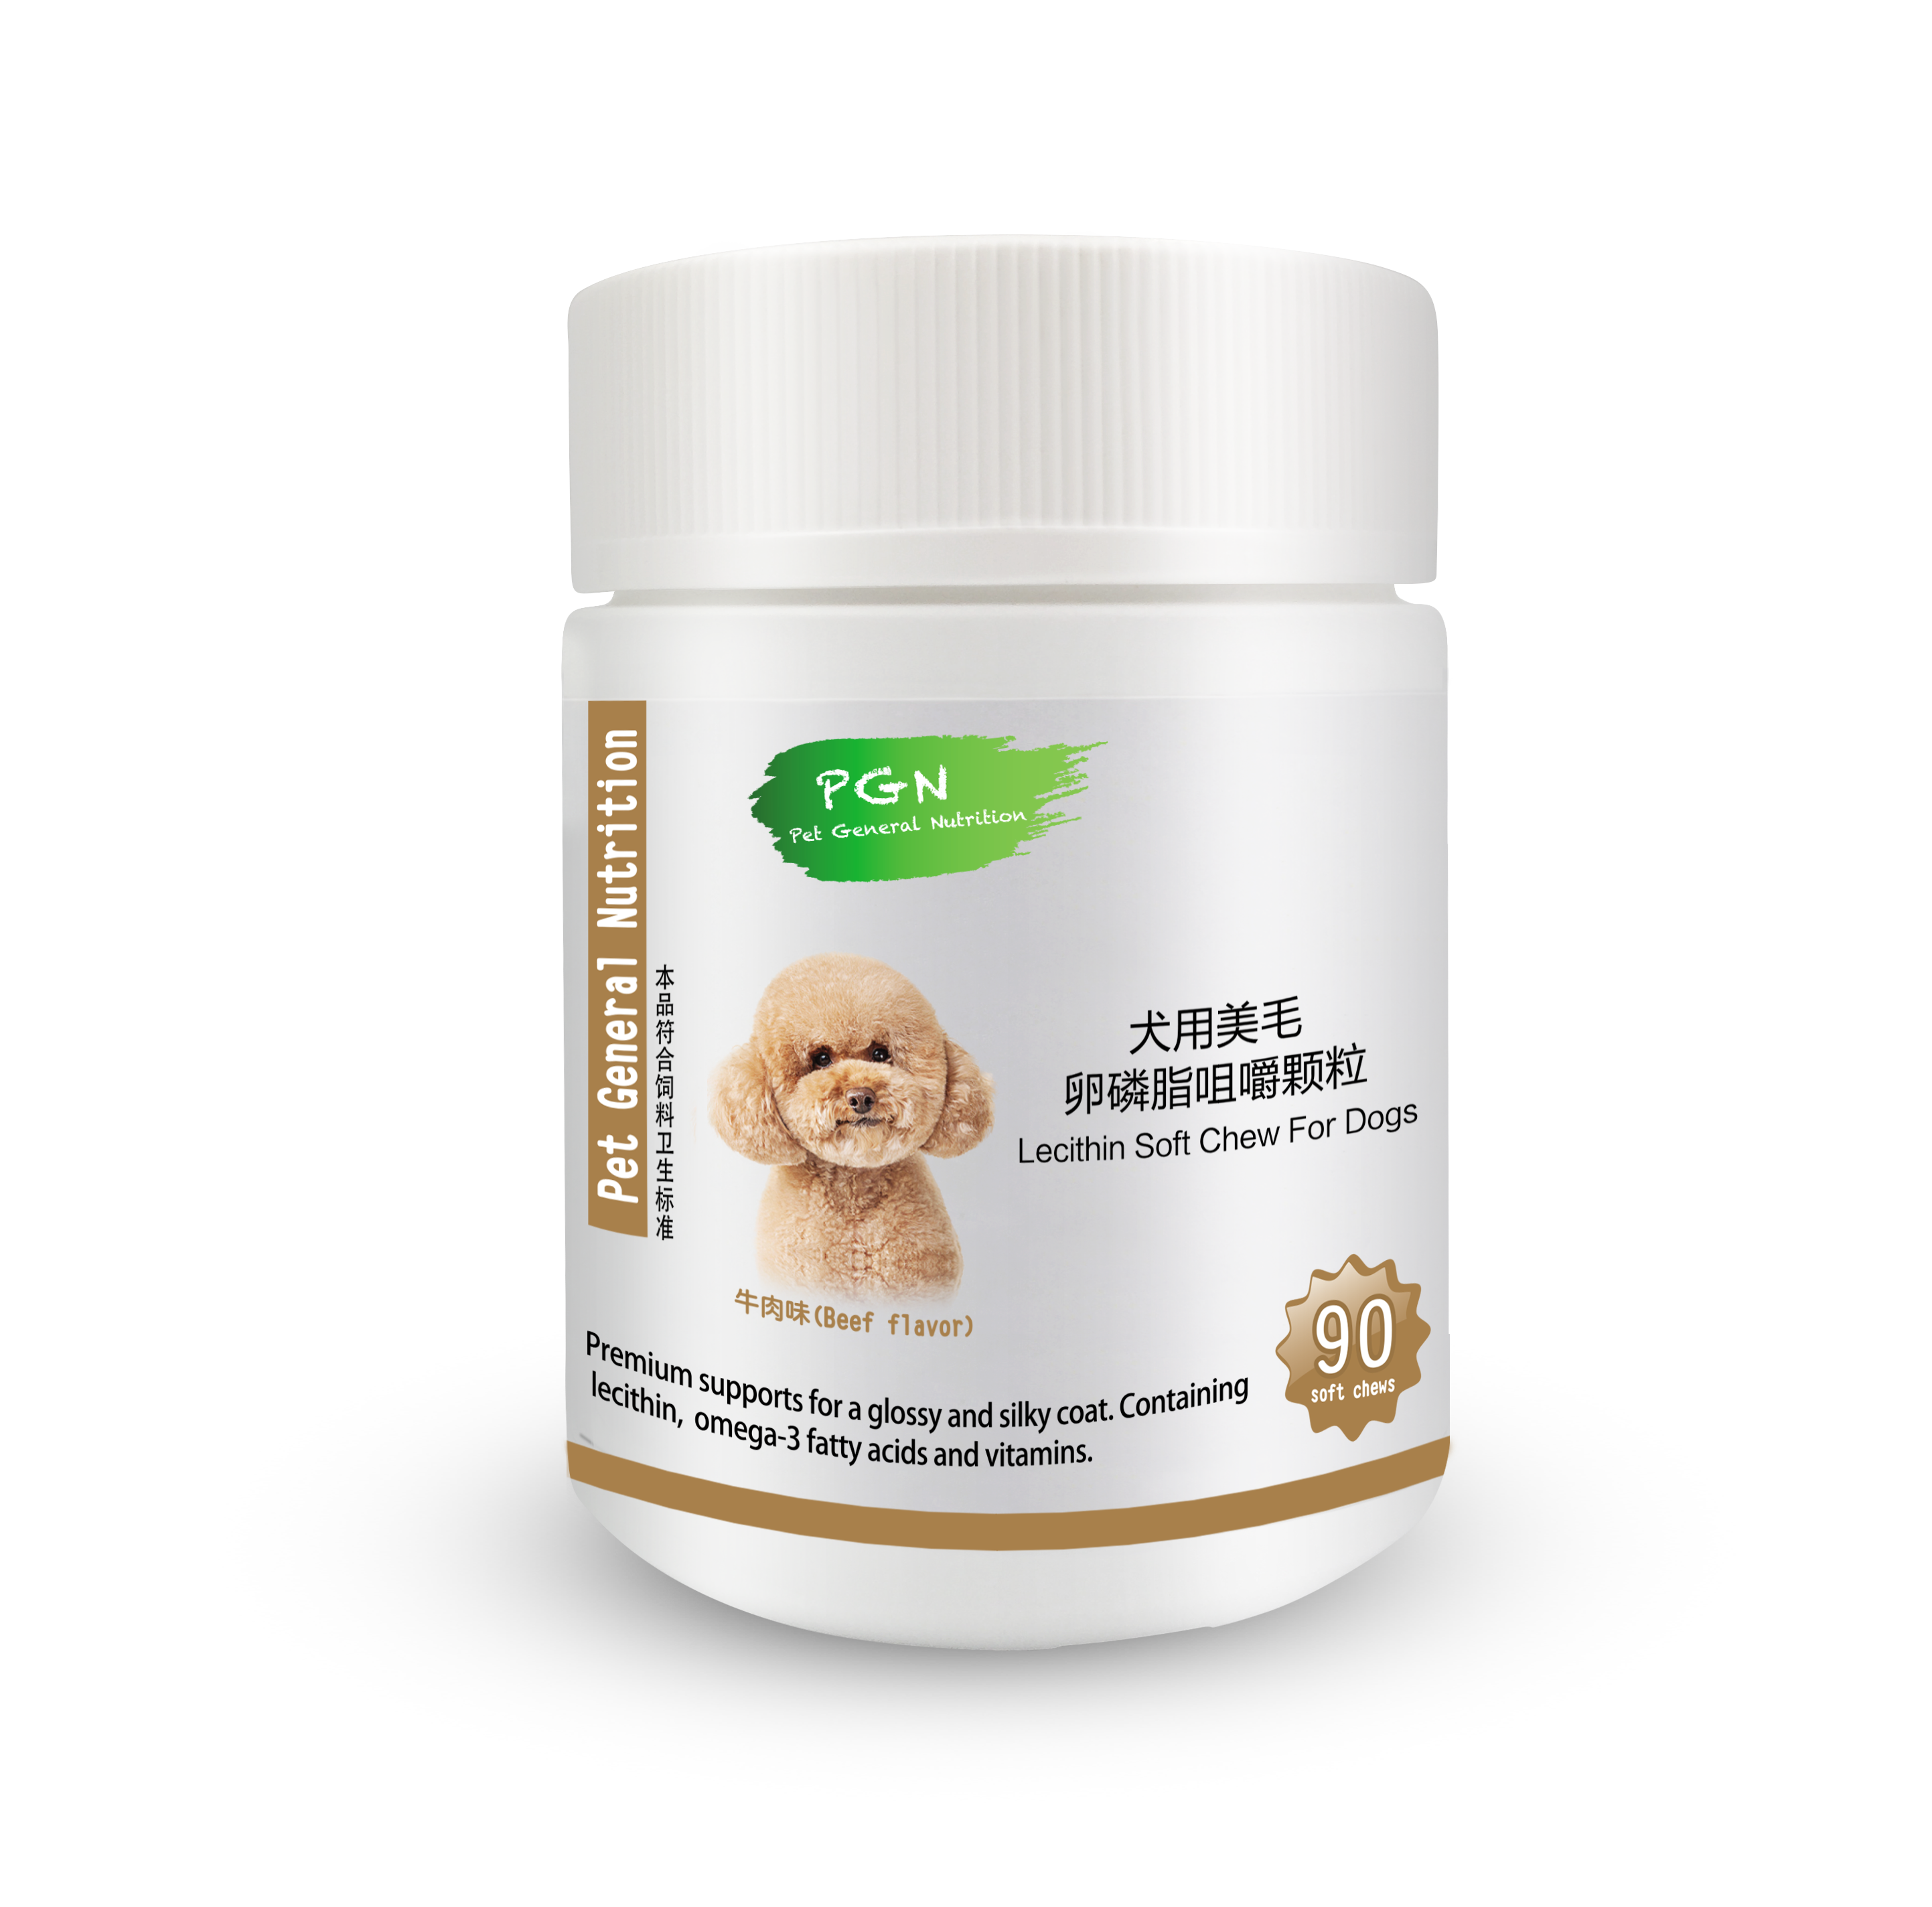 PGN
Pet General Nutrition
Pet General Nutrition
本品符合饲料卫生标准
犬用美毛
卵磷脂咀嚼颗粒
Lecithin Soft Chew For Dogs
牛肉味(Beef flavor)
90
soft chews
Premium supports for a glossy and silky coat. Containing
lecithin, omega-3 fatty acids and vitamins.